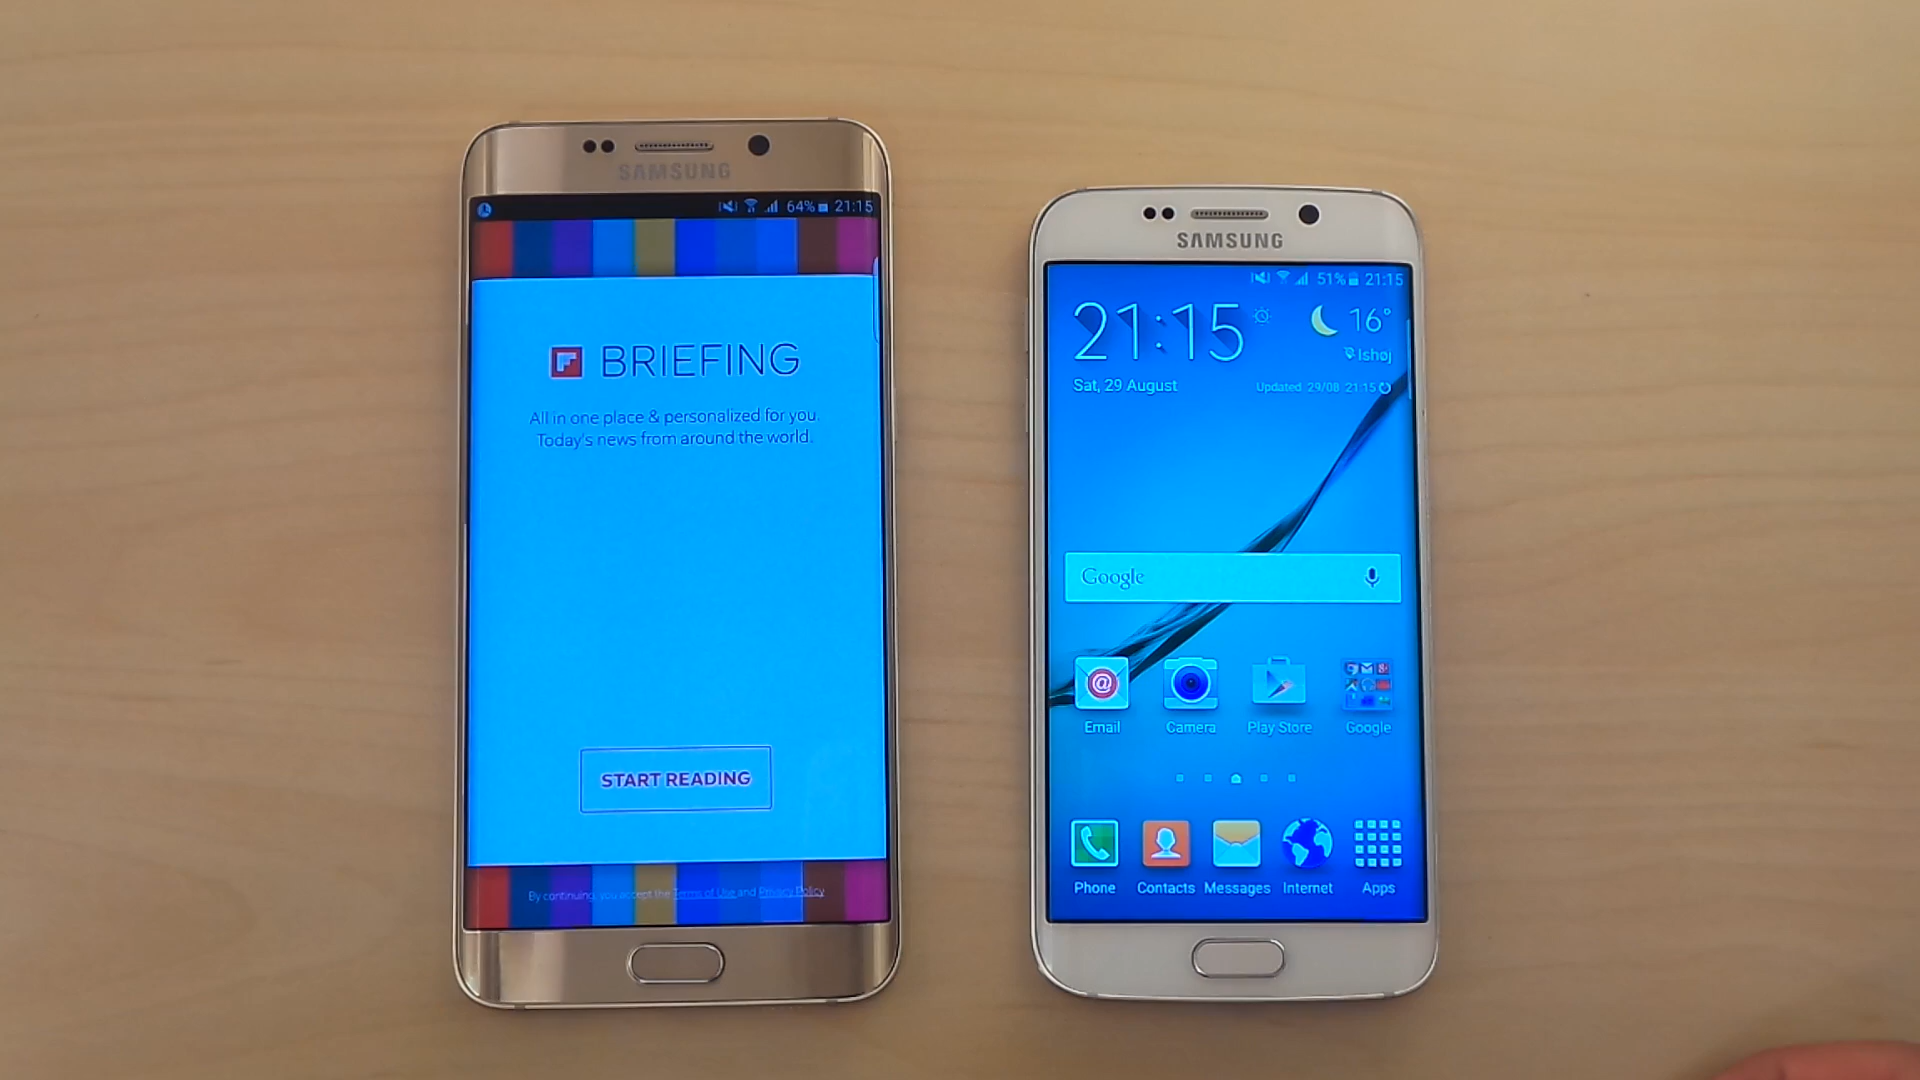 SAMSUNG
64% 21:15
BRIEFING
All in one place & personalized for you.
Today's news from around the world.
START READING
By continuing, you accept the Terms of Use and Privacy Policy
SAMSUNG
51% 21:15
21:15
16°
Ishøj
Sat, 29 August
Updated 29/08 21:15
Google
Email Camera Play Store Google
Phone Contacts Messages Internet Apps